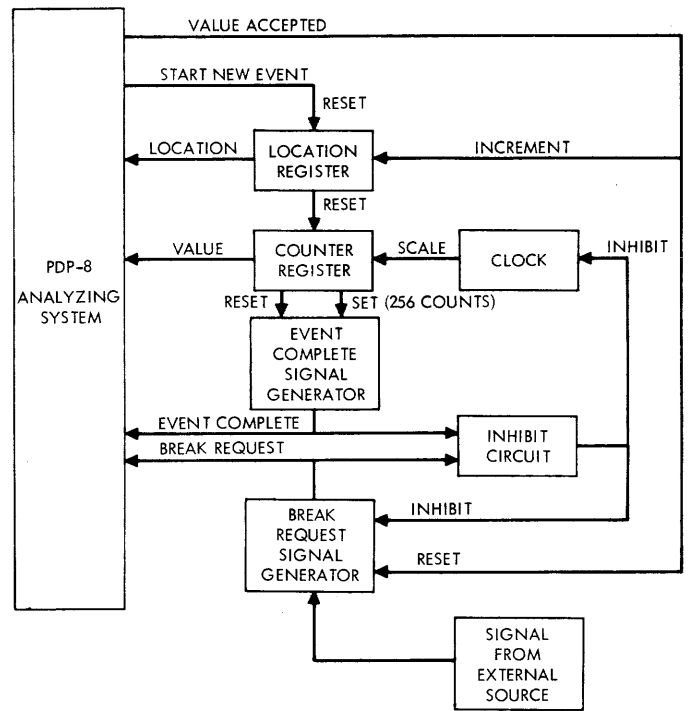 VALUE ACCEPTED
START NEW EVENT
RESET
LOCATION
LOCATION
REGISTER
INCREMENT
RESET
VALUE
COUNTER
REGISTER
SCALE
CLOCK
INHIBIT
PDP-8
ANALYZING
SYSTEM
RESET
SET (256 COUNTS)
EVENT
COMPLETE
SIGNAL
GENERATOR
EVENT COMPLETE
BREAK REQUEST
INHIBIT
CIRCUIT
BREAK
REQUEST
SIGNAL
GENERATOR
INHIBIT
RESET
SIGNAL
FROM
EXTERNAL
SOURCE